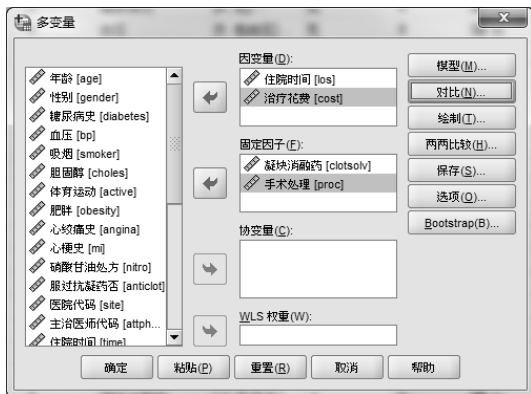 多变量
年龄 [age]
性别 [gender]
糖尿病史 [diabetes]
血压 [bp]
吸烟 [smoker]
胆固醇 [choles]
体育运动 [active]
肥胖 [obesity]
心绞痛史 [angina]
心梗史 [mi]
硝酸甘油处方 [nitro]
服过抗凝药否 [anticlot]
医院代码 [site]
主治医师代码 [attph...
住院时间 [time]
因变量(D):
住院时间 [los]
治疗花费 [cost]
固定因子(F):
凝块消融药 [clotsolv]
手术处理 [proc]
协变量(C):
WLS 权重(W):
模型(M)...
对比(N)...
绘制(T)...
两两比较(H)...
保存(S)...
选项(O)...
Bootstrap(B)...
确定
粘贴(P)
重置(R)
取消
帮助